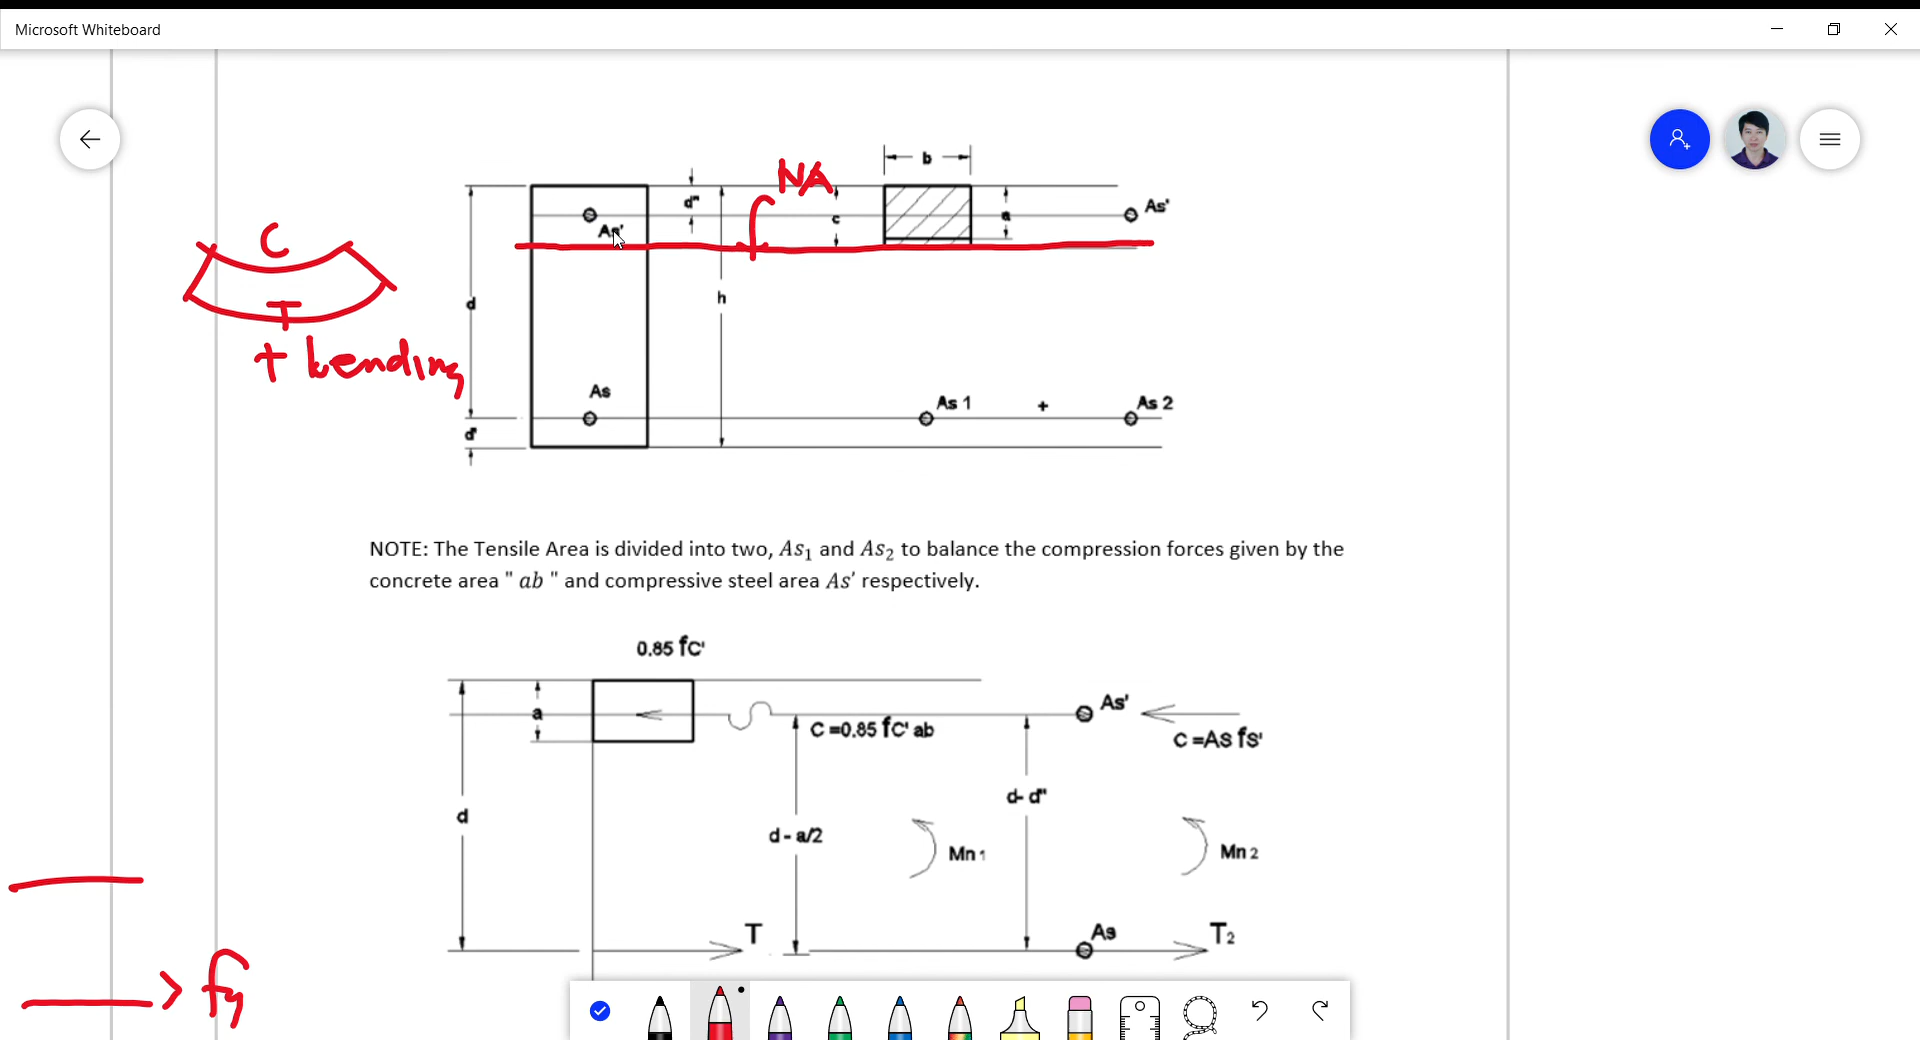 Microsoft Whiteboard
b
NA
d"
c
a
As'
As'
C
T
+ bending
d
h
As
As 1 + As 2
d'
NOTE: The Tensile Area is divided into two, As₁ and As₂ to balance the compression forces given by the
concrete area " ab " and compressive steel area As' respectively.
0.85 fc'
a
As'
C =0.85 fc' ab
C =As fs'
d- d"
d
d - a/2
Mn 1
Mn 2
T
As
T₂
> fy